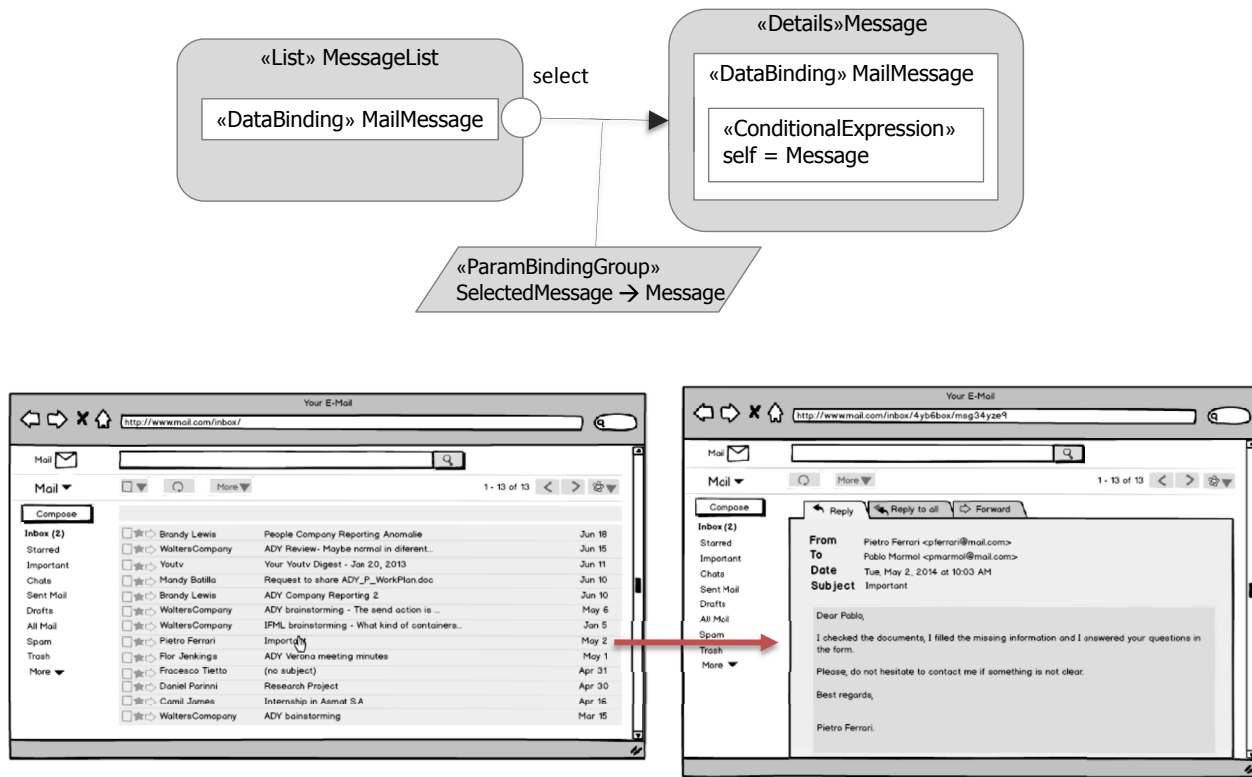 «List» MessageList
«DataBinding» MailMessage
select
«Details»Message
«DataBinding» MailMessage
«ConditionalExpression»
self = Message
«ParamBindingGroup»
SelectedMessage → Message
Your E-Mail
http://www.mail.com/inbox/
Mail
Mail
More
1 - 13 of 13
Compose
Inbox (2)
Starred
Important
Chats
Sent Mail
Drafts
All Mail
Spam
Trash
More
Brandy Lewis People Company Reporting Anomalie Jun 18
WaltersCompany ADY Review- Maybe normal in diferent... Jun 15
Youtv Your Youtv Digest - Jan 20, 2013 Jun 11
Mandy Batilla Request to share ADY_P_WorkPlan.doc Jun 10
Brandy Lewis ADY Company Reporting 2 Jun 10
WaltersCompany ADY brainstorming - The send action is ... May 6
WaltersCompany IFML brainstorming - What kind of containers... Jan 5
Pietro Ferrari Important May 2
Flor Jenkings ADY Verona meeting minutes May 1
Fracesco Tietto (no subject) Apr 31
Daniel Parinni Research Project Apr 30
Camil James Internship in Asmat S.A Apr 16
WaltersComopany ADY bainstorming Mar 15
Your E-Mail
http://www.mail.com/inbox/4yb6box/msg34yze9
Mail
Mail
More
1 - 13 of 13
Compose
Inbox (2)
Starred
Important
Chats
Sent Mail
Drafts
All Mail
Spam
Trash
More
Reply
Reply to all
Forward
From Pietro Ferrari <pferrari@mail.com>
To Pablo Marmol <pmarmol@mail.com>
Date Tue, May 2, 2014 at 10:03 AM
Subject Important
Dear Pablo,
I checked the documents, I filled the missing information and I answered your questions in
the form.
Please, do not hesitate to contact me if something is not clear.
Best regards,
Pietro Ferrari.